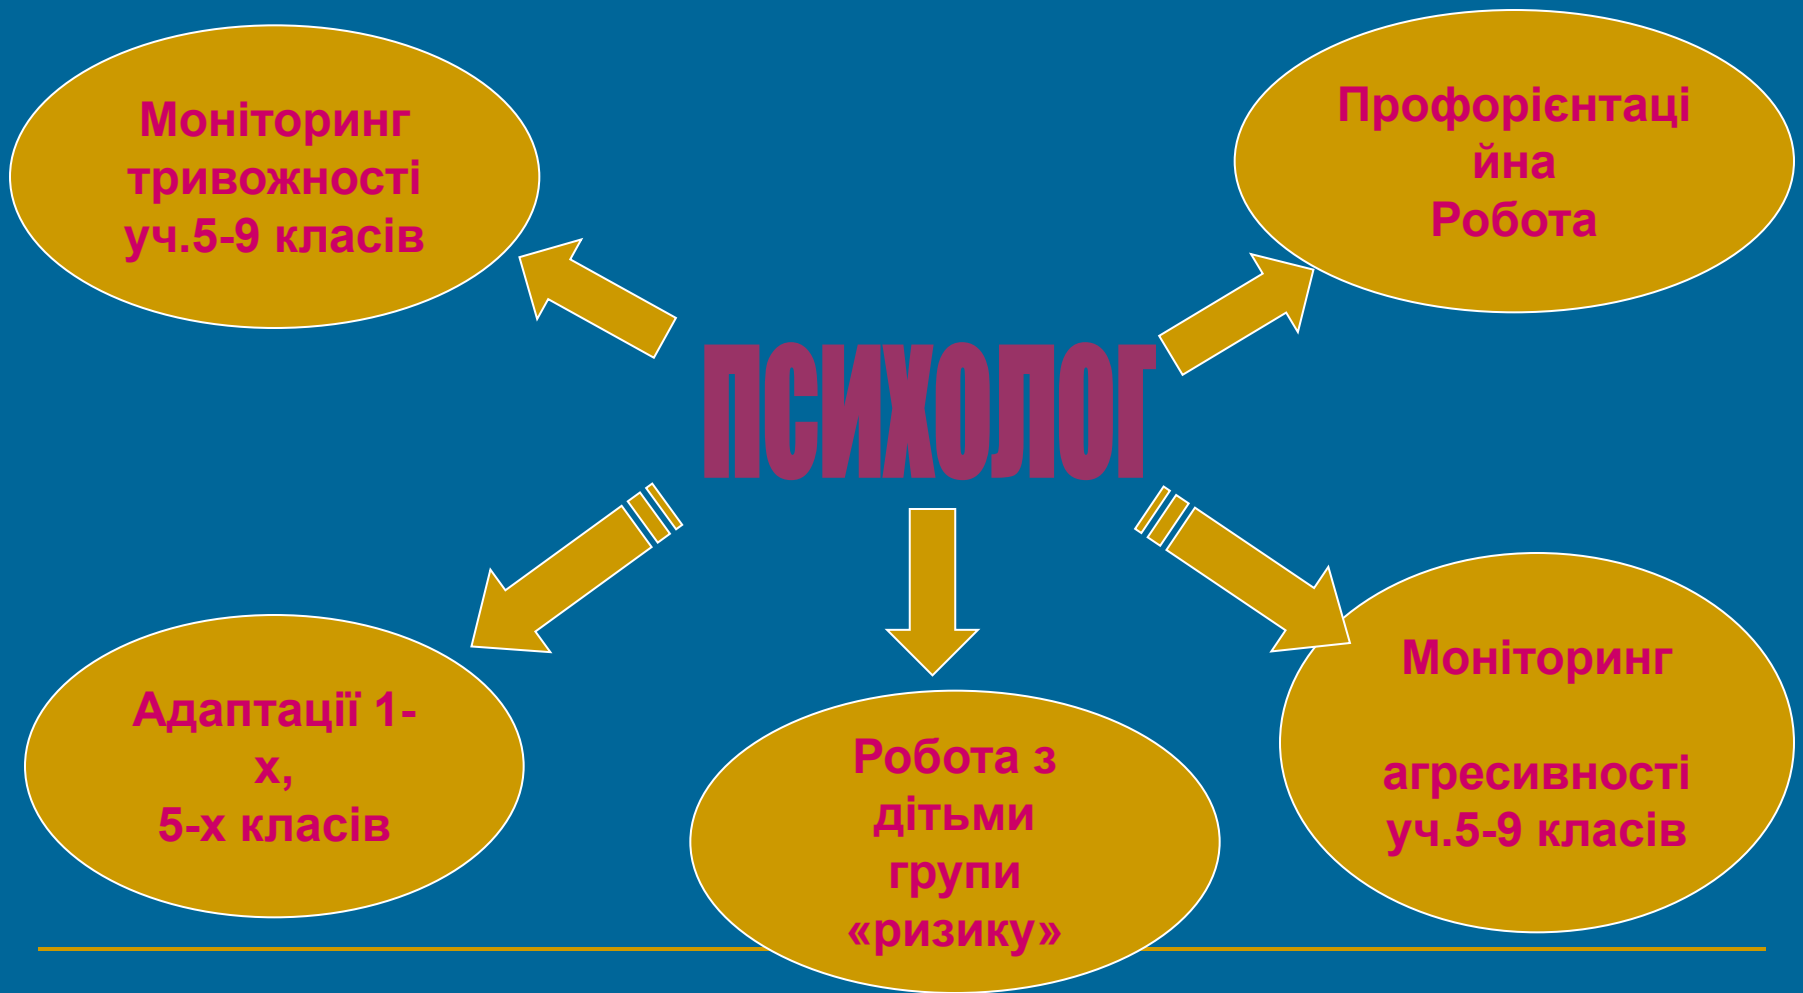 Моніторинг
тривожності
уч.5-9 класів
Профорієнтаці
йна
Робота
ПСИХОЛОГ
Адаптації 1-
х,
5-х класів
Робота з
дітьми
групи
«ризику»
Моніторинг
агресивності
уч.5-9 класів